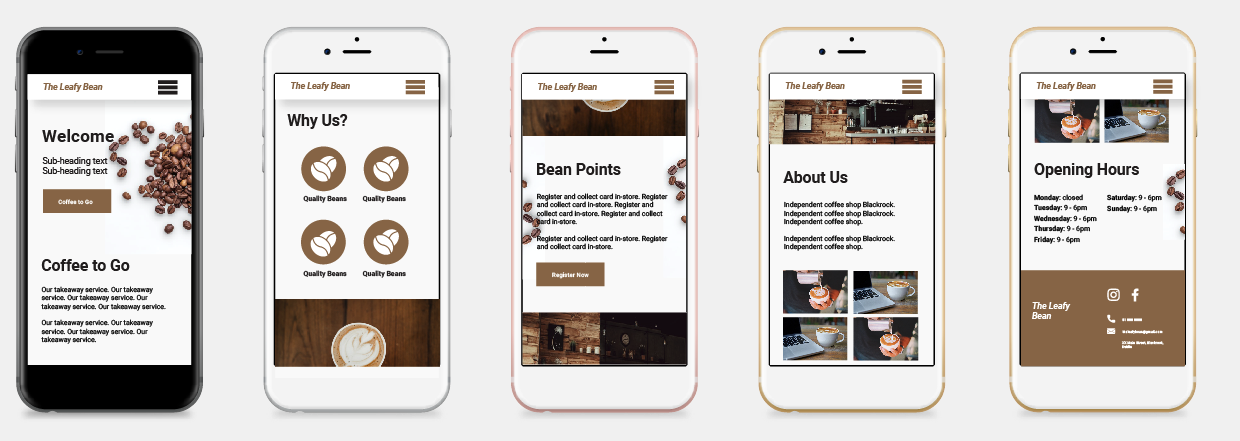 The Leafy Bean
Welcome
Sub-heading text
Sub-heading text
Coffee to Go
Coffee to Go
Our takeaway service. Our takeaway
service. Our takeaway service. Our
takeaway service. Our takeaway service.
Our takeaway service. Our takeaway
service. Our takeaway service. Our
takeaway service.
The Leafy Bean
Why Us?
Quality Beans
Quality Beans
Quality Beans
Quality Beans
The Leafy Bean
Bean Points
Register and collect card in-store. Register
and collect card in-store. Register and
collect card in-store. Register and collect
card in-store.
Register and collect card in-store. Register
and collect card in-store.
Register Now
The Leafy Bean
About Us
Independent coffee shop Blackrock.
Independent coffee shop Blackrock.
Independent coffee shop Blackrock.
Independent coffee shop Blackrock.
Independent coffee shop.
The Leafy Bean
Opening Hours
Monday: closed
Tuesday: 9 - 6pm
Wednesday: 9 - 6pm
Thursday: 9 - 6pm
Friday: 9 - 6pm
Saturday: 9 - 6pm
Sunday: 9 - 6pm
The Leafy
Bean
Dublin